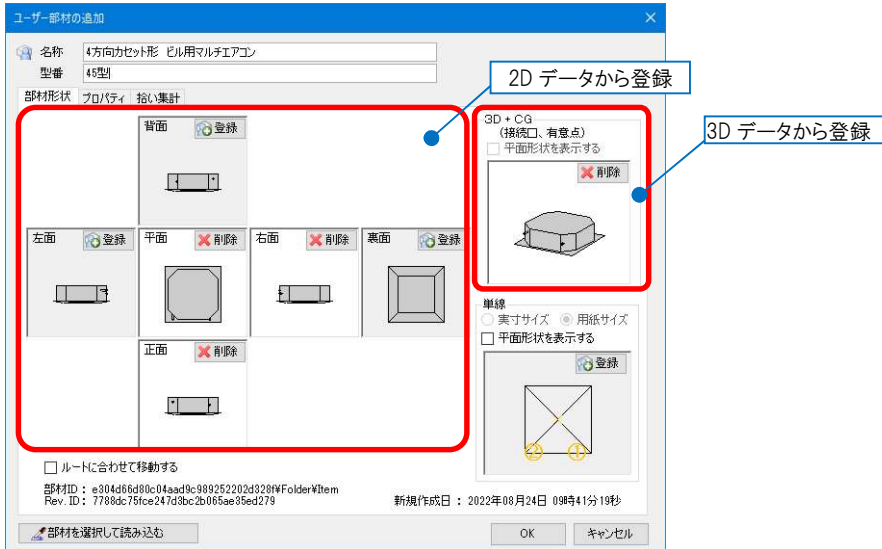 ユーザー部材の追加
名称 4方向カセット形 ビル用マルチエアコン
型番 45型
部材形状 プロパティ 拾い集計
2D データから登録
3D データから登録
背面 登録
3D + CG
(接続口、有意点)
平面形状を表示する
削除
左面 登録 平面 削除 右面 削除 裏面 登録
単線
実寸サイズ 用紙サイズ
平面形状を表示する
正面 削除
登録
② ①
ルートに合わせて移動する
部材ID : e304d66d80c04aad9c989252202d328f¥Folder¥Item
Rev. ID : 7788dc75fce247d3bc2b065ae35ed279
新規作成日 : 2022年08月24日 09時41分19秒
部材を選択して読み込む OK キャンセル